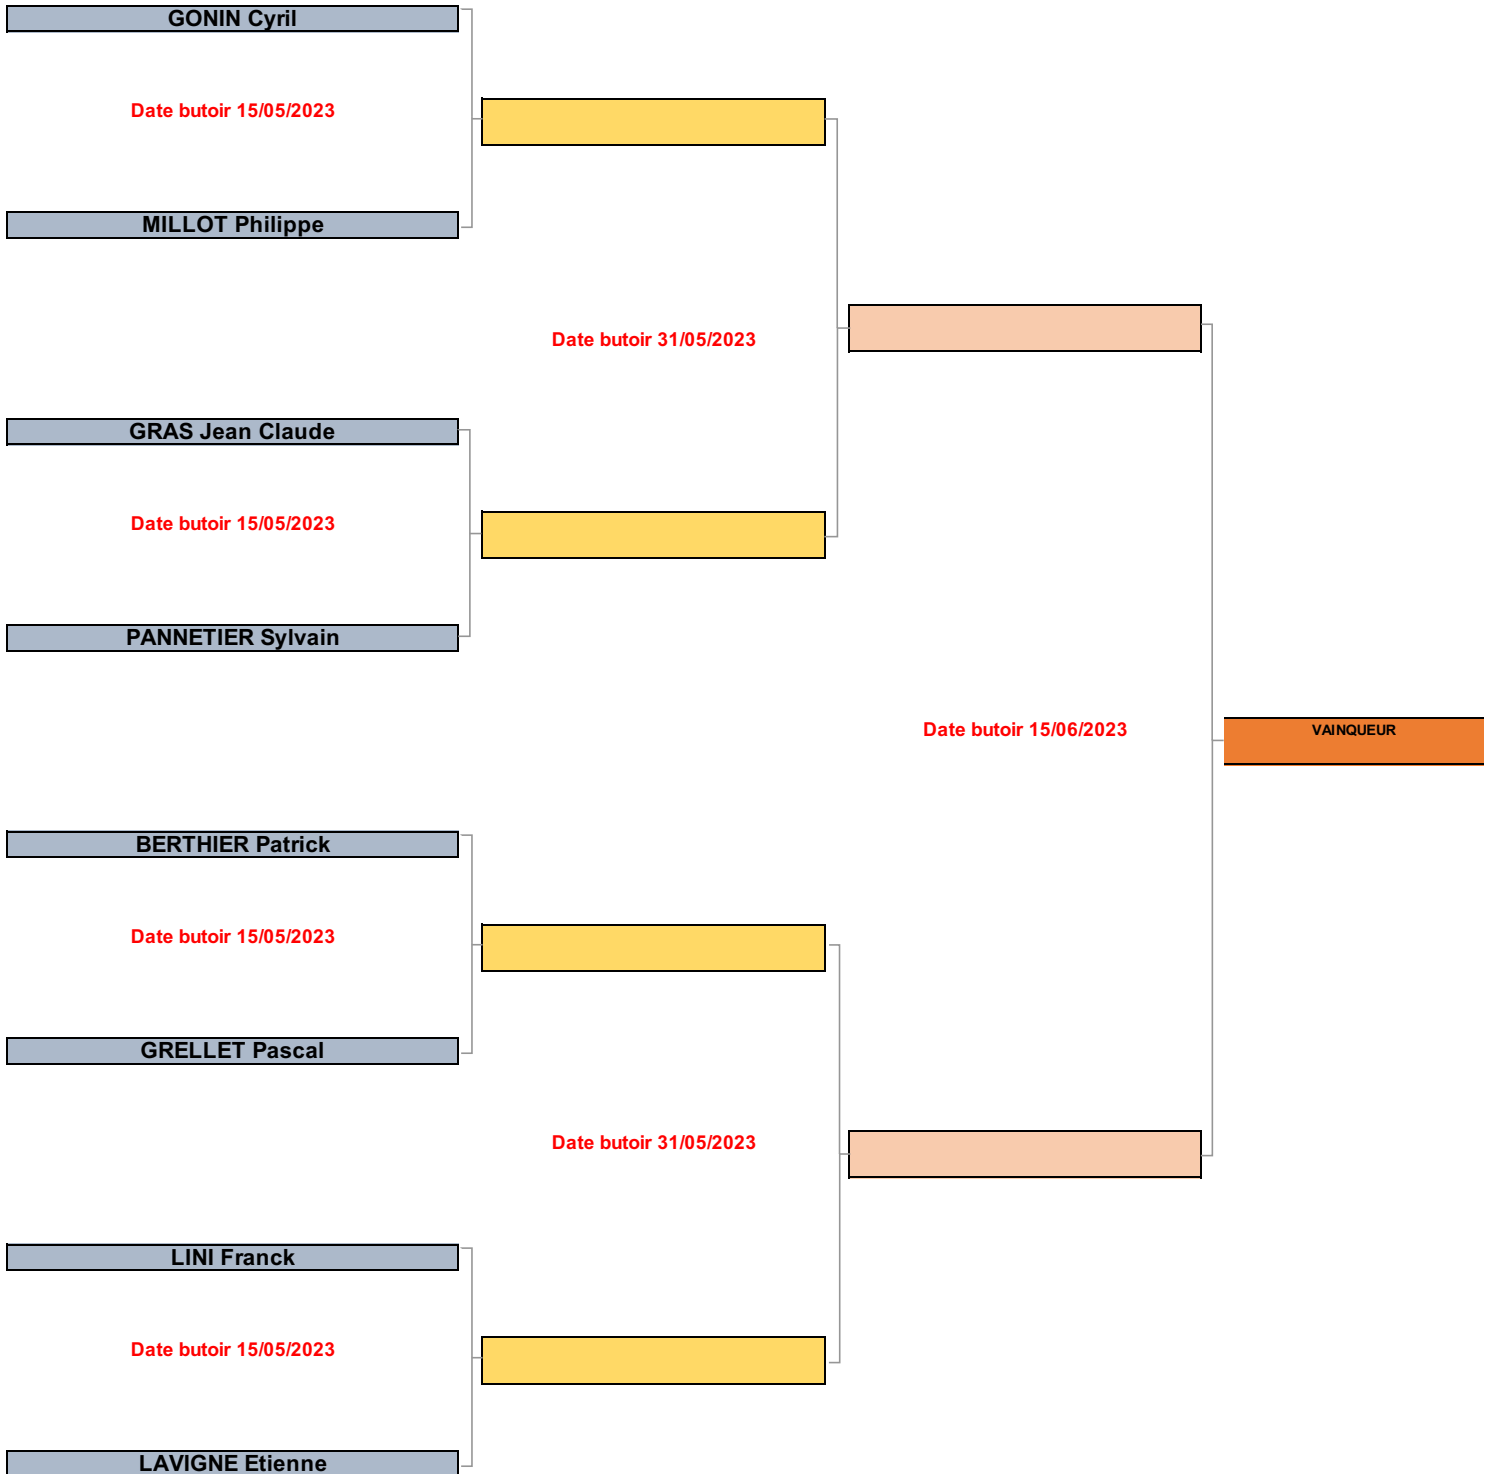 GONIN Cyril
Date butoir 15/05/2023
MILLOT Philippe
Date butoir 31/05/2023
GRAS Jean Claude
Date butoir 15/05/2023
PANNETIER Sylvain
Date butoir 15/06/2023
VAINQUEUR
BERTHIER Patrick
Date butoir 15/05/2023
GRELLET Pascal
Date butoir 31/05/2023
LINI Franck
Date butoir 15/05/2023
LAVIGNE Etienne